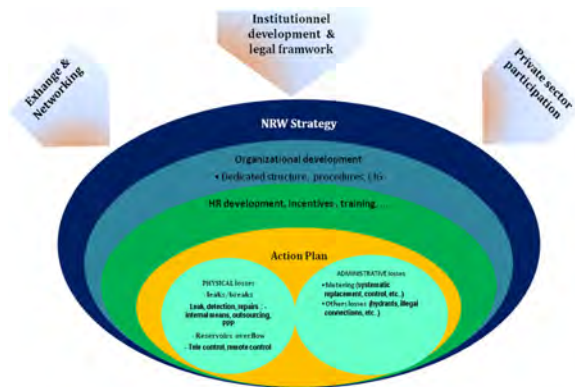 Institutionnel
development &
legal framwork
Exhange &
Networking
Private sector
participation
NRW Strategy
Organizational development
• Dedicated structure, procedures,
HR development, incentives, training, ...
Action Plan
PHYSICAL losses
- leaks/breaks
Leak, detection, repairs : -
internal means, outsourcing,
PPP
- Reservoirs overflow
- Tele control, remote control
ADMINISTRATIVE losses
• Metering (systematic
replacement, control, etc..)
• Others losses (hydrants, illegal
connections, etc..)